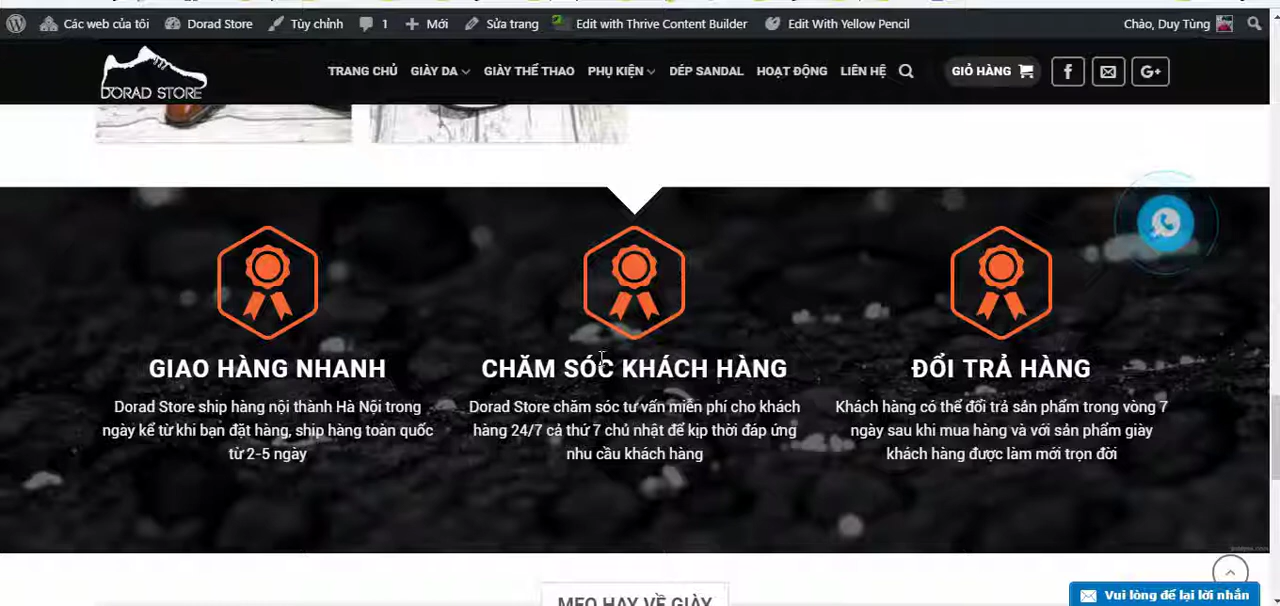 Các web của tôi Dorad Store Tùy chỉnh 1 Mới Sửa trang Edit with Thrive Content Builder Edit With Yellow Pencil Chào, Duy Tùng
DORAD STORE
TRANG CHỦ GIÀY DA GIÀY THỂ THAO PHỤ KIỆN DÉP SANDAL HOẠT ĐỘNG LIÊN HỆ GIỎ HÀNG G+
GIAO HÀNG NHANH
Dorad Store ship hàng nội thành Hà Nội trong
ngày kể từ khi bạn đặt hàng, ship hàng toàn quốc
từ 2-5 ngày
CHĂM SÓC KHÁCH HÀNG
Dorad Store chăm sóc tư vấn miễn phí cho khách
hàng 24/7 cả thứ 7 chủ nhật để kịp thời đáp ứng
nhu cầu khách hàng
ĐỔI TRẢ HÀNG
Khách hàng có thể đổi trả sản phẩm trong vòng 7
ngày sau khi mua hàng và với sản phẩm giày
khách hàng được làm mới trọn đời
MẸO HAY VỀ GIÀY
Vui lòng để lại lời nhắn